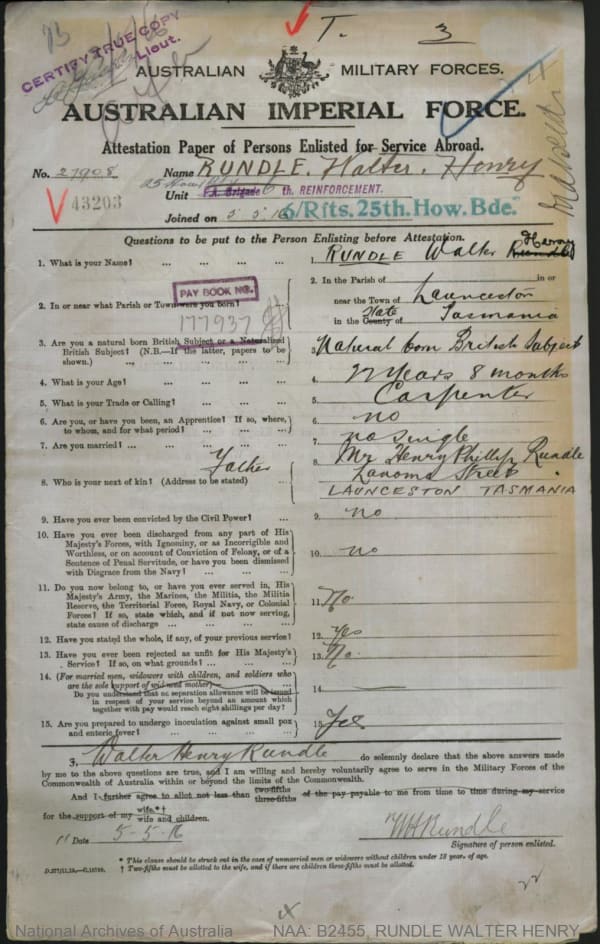 T. 3
CERTIFY TRUE COPY
Lieut.
AUSTRALIAN MILITARY FORCES.
AUSTRALIAN IMPERIAL FORCE.
Attestation Paper of Persons Enlisted for Service Abroad.
No. 27908 Name RUNDLE. Walter. Henry
43203
Unit F.A. Brigade 6 th. REINFORCEMENT.
Joined on 5 5 16 6/Rfts. 25th. How. Bde.
Questions to be put to the Person Enlisting before Attestation.
1. What is your Name? ... ... ... ... 1. RUNDLE Walter Henry Rundle
2. In or near what Parish or Town were you born? 2. In the Parish of in or
near the Town of Launceston
in the County of State Tasmania
PAY BOOK NO.
177937
3. Are you a natural born British Subject or a Naturalized British Subject? (N.B.—If the latter, papers to be shown.) ... 3. Natural born British Subject
4. What is your Age? ... ... ... ... 4. 22 Years 8 months
5. What is your Trade or Calling? ... ... ... 5. Carpenter
6. Are you, or have you been, an Apprentice? If so, where, to whom, and for what period? ... ... 6. no
7. Are you married? ... ... ... ... 7. no single
8. Who is your next of kin? (Address to be stated) ... Father 8. Mr Henry Phillip Rundle
Lanoma Street
LAUNCESTON TASMANIA
9. Have you ever been convicted by the Civil Power? ... 9. no
10. Have you ever been discharged from any part of His Majesty's Forces, with Ignominy, or as Incorrigible and Worthless, or on account of Conviction of Felony, or of a Sentence of Penal Servitude, or have you been dismissed with Disgrace from the Navy? ... ... 10. no
11. Do you now belong to, or have you ever served in, His Majesty's Army, the Marines, the Militia, the Militia Reserve, the Territorial Force, Royal Navy, or Colonial Forces? If so, state which, and if not now serving, state cause of discharge ... ... ... 11. No.
12. Have you stated the whole, if any, of your previous service? 12. Yes
13. Have you ever been rejected as unfit for His Majesty's Service? If so, on what grounds? ... ... 13. No.
14. (For married men, widowers with children, and soldiers who are the sole support of widowed mother)
Do you understand that no separation allowance will be issued in respect of your service beyond an amount which together with pay would reach eight shillings per day? 14
15. Are you prepared to undergo inoculation against small pox and enteric fever? ... ... ... 15 Yes
I, Walter Henry Rundle do solemnly declare that the above answers made
by me to the above questions are true, and I am willing and hereby voluntarily agree to serve in the Military Forces of the
Commonwealth of Australia within or beyond the limits of the Commonwealth.
And I further agree to allot not less than two-fifths three-fifths of the pay payable to me from time to time during my service
for the support of my wife.*† wife and children.
Date 5-5-16 WHRundle
Signature of person enlisted.
* This clause should be struck out in the case of unmarried men or widowers without children under 18 years of age.
† Two-fifths must be allotted to the wife, and if there are children three-fifths must be allotted.
National Archives of Australia NAA: B2455, RUNDLE WALTER HENRY